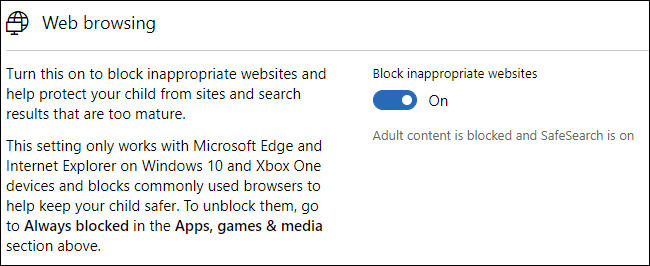 Web browsing
Turn this on to block inappropriate websites and
help protect your child from sites and search
results that are too mature.
This setting only works with Microsoft Edge and
Internet Explorer on Windows 10 and Xbox One
devices and blocks commonly used browsers to
help keep your child safer. To unblock them, go
to Always blocked in the Apps, games & media
section above.
Block inappropriate websites
On
Adult content is blocked and SafeSearch is on